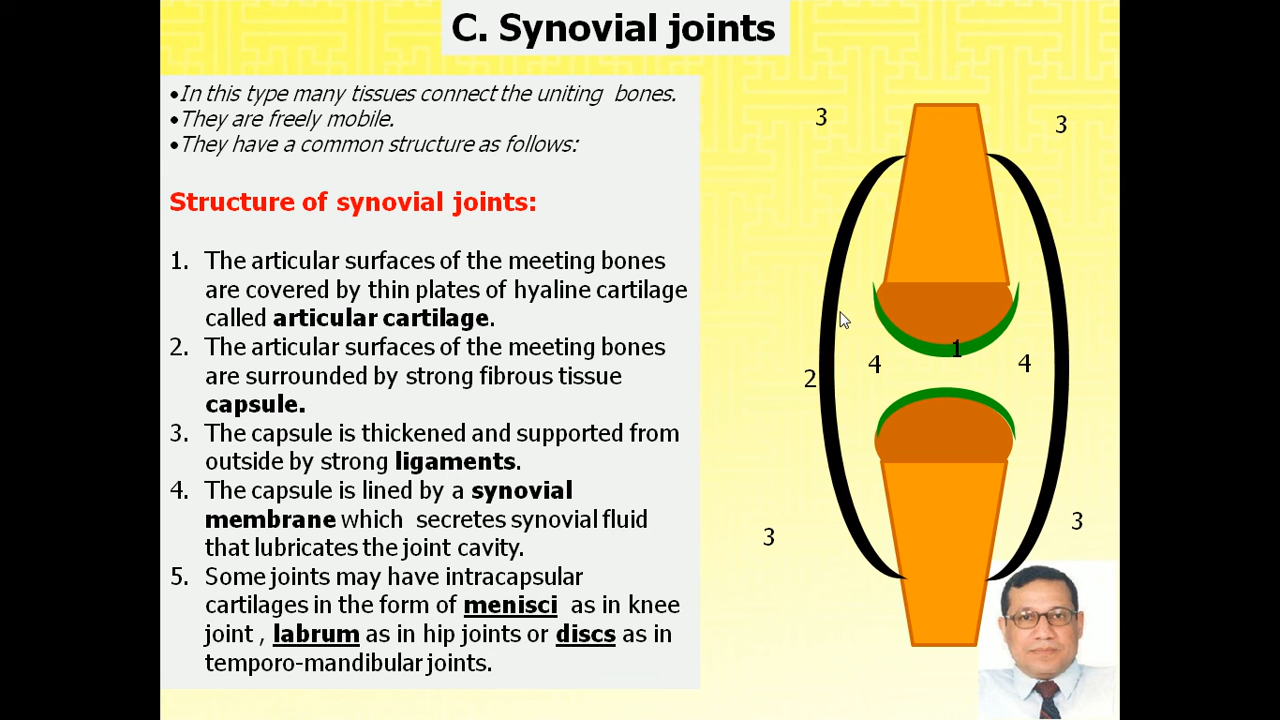 C. Synovial joints
•In this type many tissues connect the uniting bones.
•They are freely mobile.
•They have a common structure as follows:
Structure of synovial joints:
1. The articular surfaces of the meeting bones
are covered by thin plates of hyaline cartilage
called articular cartilage.
2. The articular surfaces of the meeting bones
are surrounded by strong fibrous tissue
capsule.
3. The capsule is thickened and supported from
outside by strong ligaments.
4. The capsule is lined by a synovial
membrane which secretes synovial fluid
that lubricates the joint cavity.
5. Some joints may have intracapsular
cartilages in the form of menisci as in knee
joint , labrum as in hip joints or discs as in
temporo-mandibular joints.
3 3
1
4 4
2
3 3